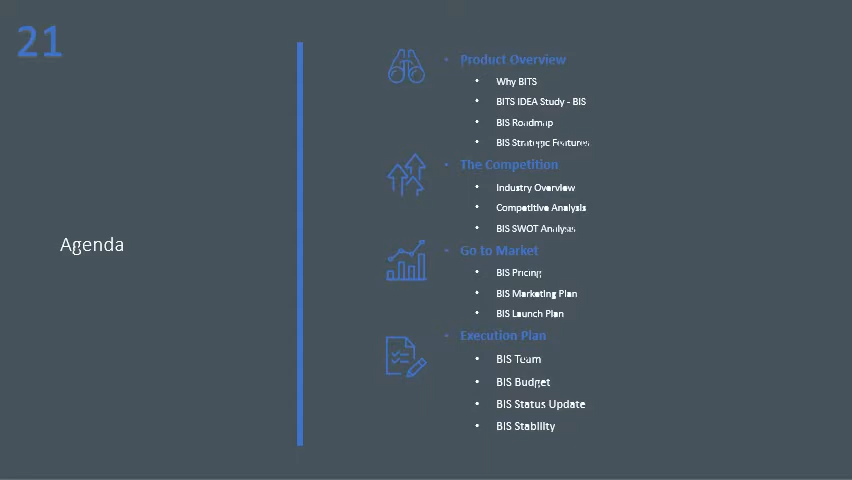 21
Agenda
• Product Overview
• Why BITS
• BITS IDEA Study - BIS
• BIS Roadmap
• BIS Strategic Features
• The Competition
• Industry Overview
• Competitive Analysis
• BIS SWOT Analysis
• Go to Market
• BIS Pricing
• BIS Marketing Plan
• BIS Launch Plan
• Execution Plan
• BIS Team
• BIS Budget
• BIS Status Update
• BIS Stability